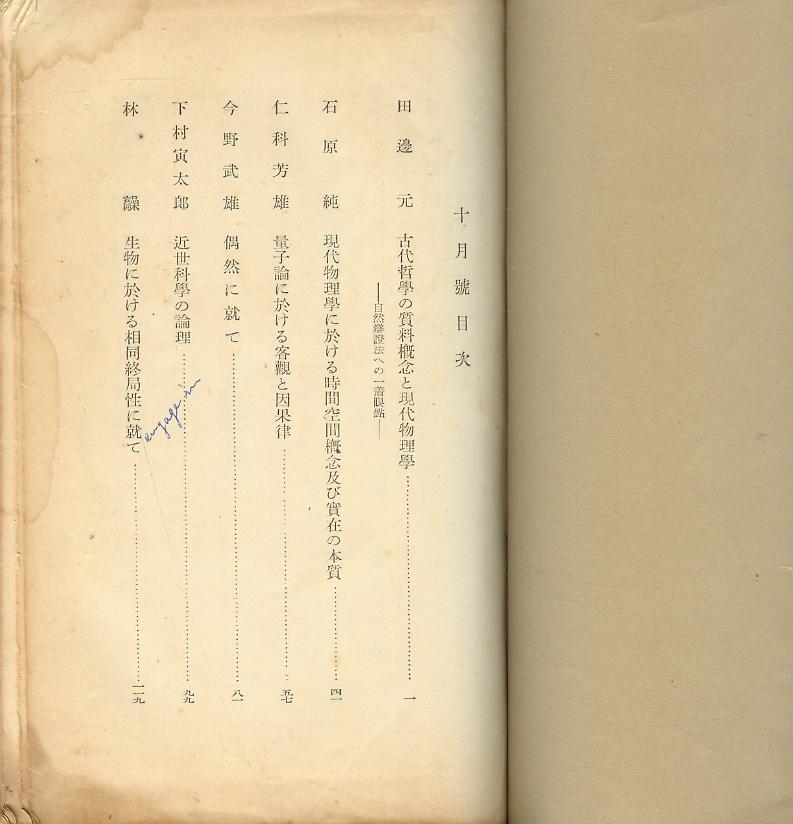 十月號目次
田邊元 古代哲學の質料槪念と現代物理學……一
――自然辯證法への一著眼點――
石原純 現代物理學に於ける時間空間槪念及び實在の本質……四一
仁科芳雄 量子論に於ける客觀と因果律……五七
今野武雄 偶然に就て……八一
下村寅太郎 近世科學の論理……九九
林髞 生物に於ける相同終局性に就て……一一九
engage in